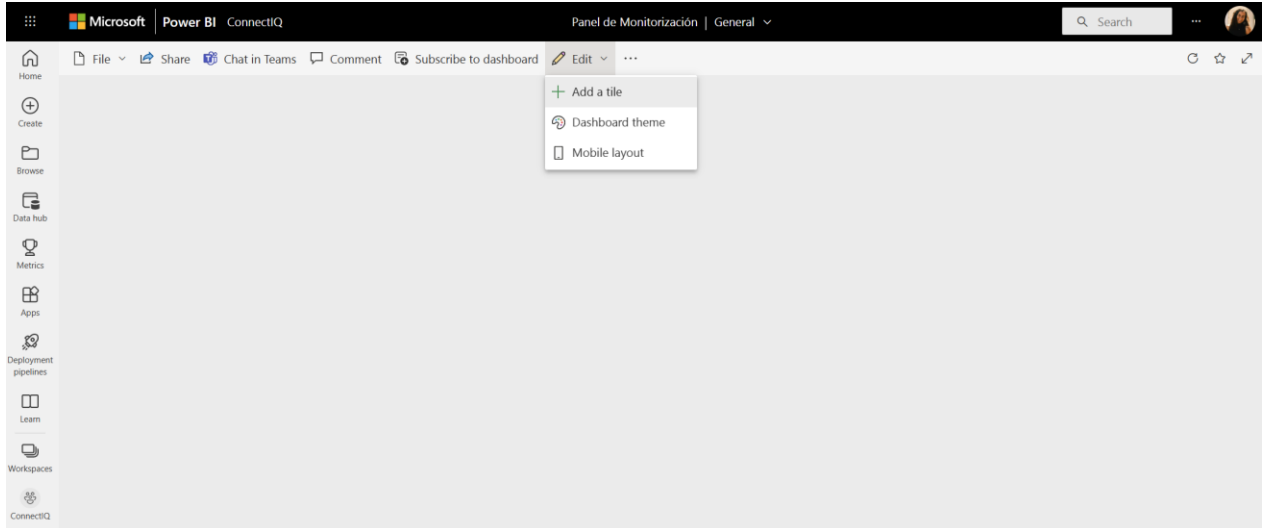 Microsoft Power BI ConnectIQ Panel de Monitorización | General Search
File Share Chat in Teams Comment Subscribe to dashboard Edit
Add a tile
Dashboard theme
Mobile layout
Home
Create
Browse
Data hub
Metrics
Apps
Deployment
pipelines
Learn
Workspaces
ConnectIQ